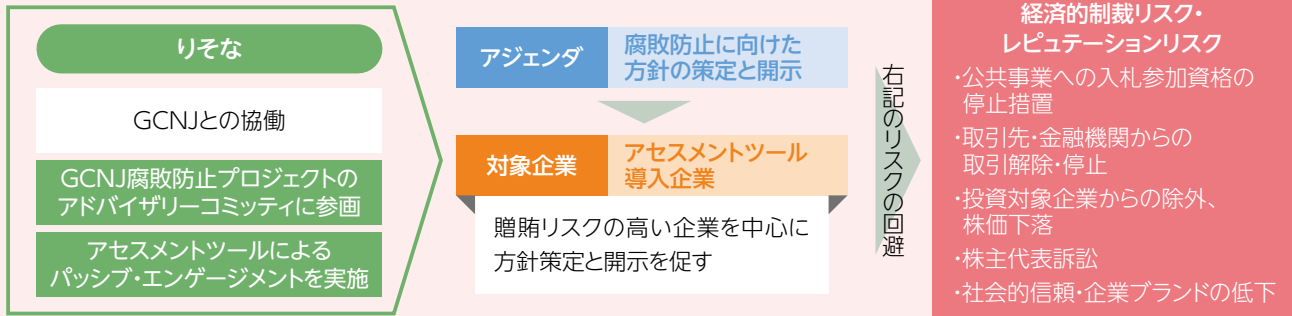 りそな
GCNJとの協働
GCNJ腐敗防止プロジェクトの
アドバイザリーコミッティに参画
アセスメントツールによる
パッシブ・エンゲージメントを実施
アジェンダ
腐敗防止に向けた
方針の策定と開示
対象企業
アセスメントツール
導入企業
贈賄リスクの高い企業を中心に
方針策定と開示を促す
右記のリスクの回避
経済的制裁リスク・
レピュテーションリスク
・公共事業への入札参加資格の
停止措置
・取引先・金融機関からの
取引解除・停止
・投資対象企業からの除外、
株価下落
・株主代表訴訟
・社会的信頼・企業ブランドの低下